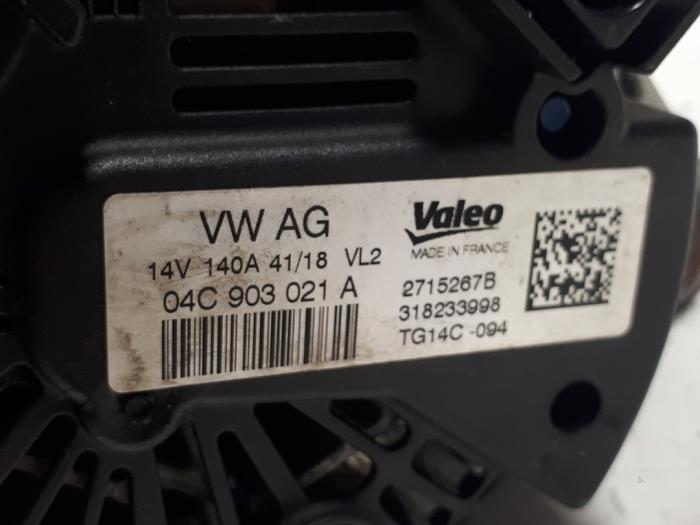 VW AG
14V 140A 41/18 VL2
04C 903 021 A
Valeo
MADE IN FRANCE
2715267B
318233998
TG14C -094